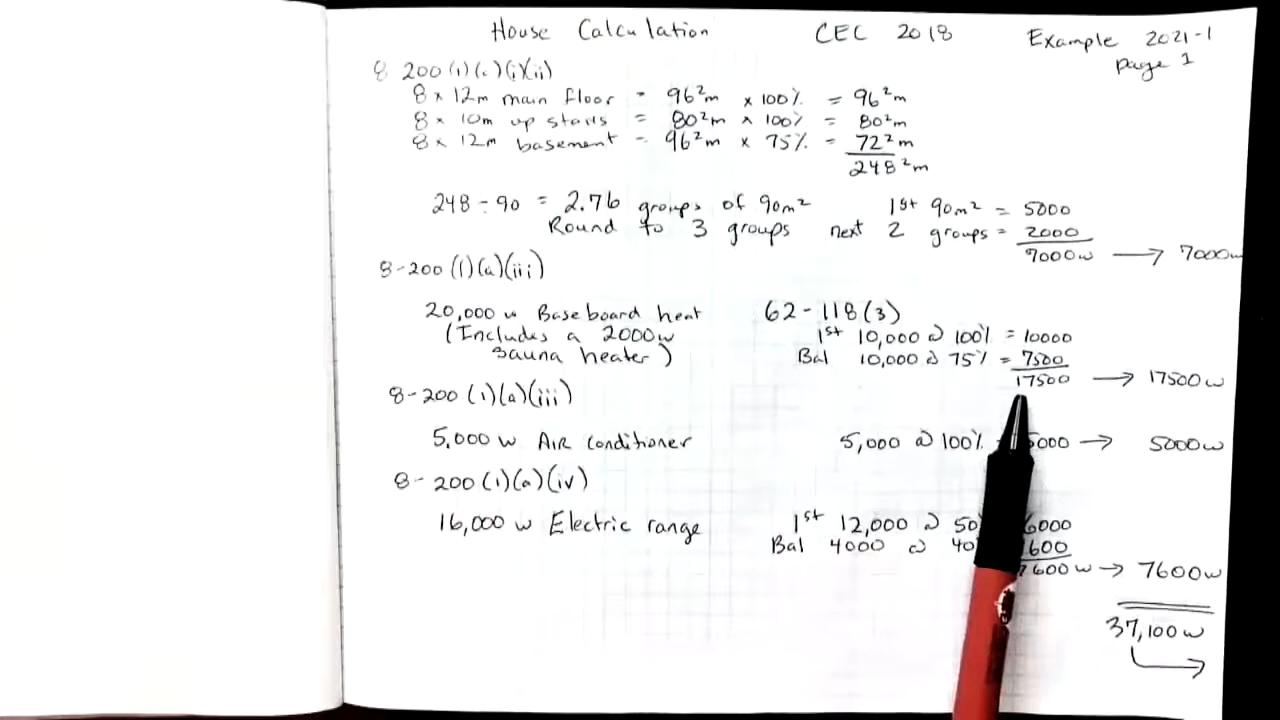 House Calculation CEC 2018 Example 2021-1
page 1
8 200 (1)(a)(i)(ii)
8 x 12m main floor = 96²m x 100% = 96²m
8 x 10m up stairs = 80²m x 100% = 80²m
8 x 12m basement = 96²m x 75% = 72²m
248²m
248 ÷ 90 = 2.76 groups of 90m² 1st 90m² = 5000
Round to 3 groups next 2 groups = 2000
7000w → 7000w
8-200 (1)(a)(iii)
20,000 w Baseboard heat 62-118(3)
(Includes a 2000w 1st 10,000 @ 100% = 10000
Sauna heater) Bal 10,000 @ 75% = 7500
17500 → 17500w
8-200 (1)(a)(iii)
5,000 w Air conditioner 5,000 @ 100% 5000 → 5000w
8-200 (1)(a)(iv)
16,000 w Electric range 1st 12,000 @ 50 6000
Bal 4000 @ 40 1600
7600w → 7600w
37,100w